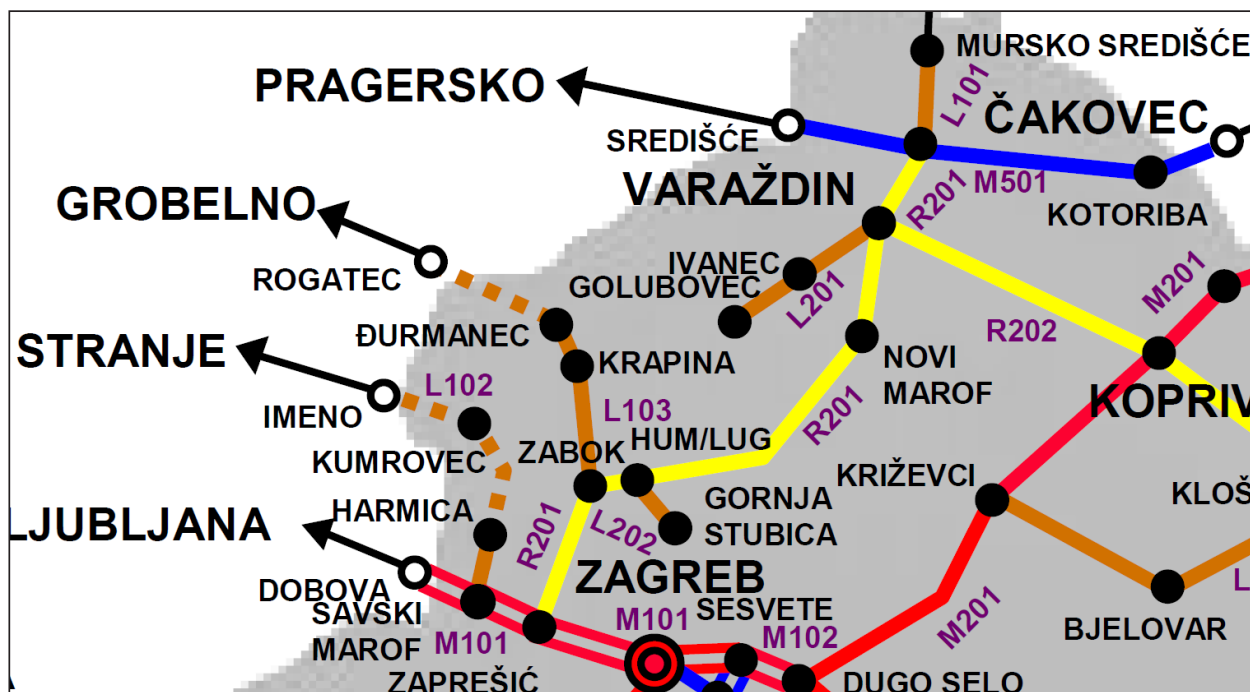 MURSKO SREDIŠĆE
PRAGERSKO
L101
ČAKOVEC
SREDIŠĆE
VARAŽDIN
R201
M501
GROBELNO
KOTORIBA
ROGATEC
IVANEC
GOLUBOVEC
L201
M201
ĐURMANEC
R202
STRANJE
KRAPINA
NOVI
MAROF
L102
IMENO
L103
R201
KOPRIV
KUMROVEC
ZABOK
HUM/LUG
KRIŽEVCI
HARMICA
GORNJA
STUBICA
KLOŠ
LJUBLJANA
R201
L202
ZAGREB
DOBOVA
SAVSKI
MAROF
M101
M101
SESVETE
M102
M201
L
BJELOVAR
ZAPREŠIĆ
DUGO SELO